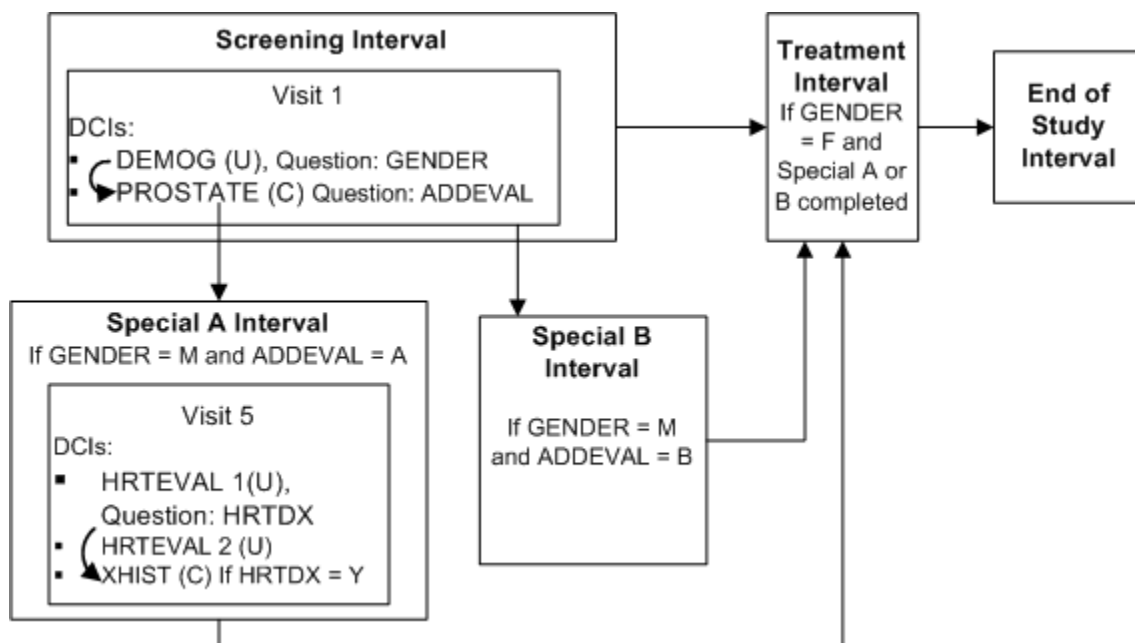 Screening Interval
Visit 1
DCIs:
▪ DEMOG (U), Question: GENDER
▪ PROSTATE (C) Question: ADDEVAL
Treatment
Interval
If GENDER
= F and
Special A or
B completed
End of
Study
Interval
Special A Interval
If GENDER = M and ADDEVAL = A
Visit 5
DCIs:
▪ HRTEVAL 1(U),
Question: HRTDX
▪ HRTEVAL 2 (U)
▪ XHIST (C) If HRTDX = Y
Special B
Interval
If GENDER = M
and ADDEVAL = B